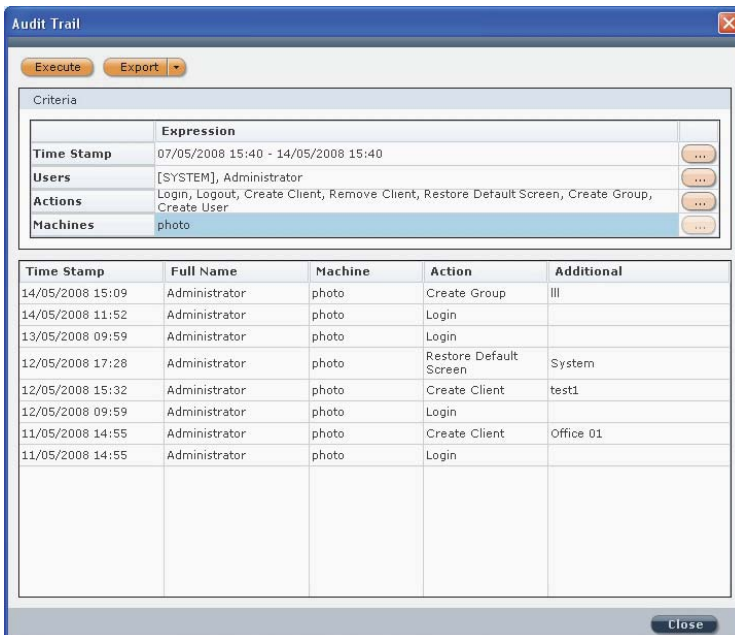 Audit Trail
Execute Export
Criteria
Expression
Time Stamp 07/05/2008 15:40 - 14/05/2008 15:40 ...
Users [SYSTEM], Administrator ...
Actions Login, Logout, Create Client, Remove Client, Restore Default Screen, Create Group,
Create User ...
Machines photo ...
Time Stamp Full Name Machine Action Additional
14/05/2008 15:09 Administrator photo Create Group lll
14/05/2008 11:52 Administrator photo Login
13/05/2008 09:59 Administrator photo Login
12/05/2008 17:28 Administrator photo Restore Default
Screen System
12/05/2008 15:32 Administrator photo Create Client test1
12/05/2008 09:59 Administrator photo Login
11/05/2008 14:55 Administrator photo Create Client Office 01
11/05/2008 14:55 Administrator photo Login
Close